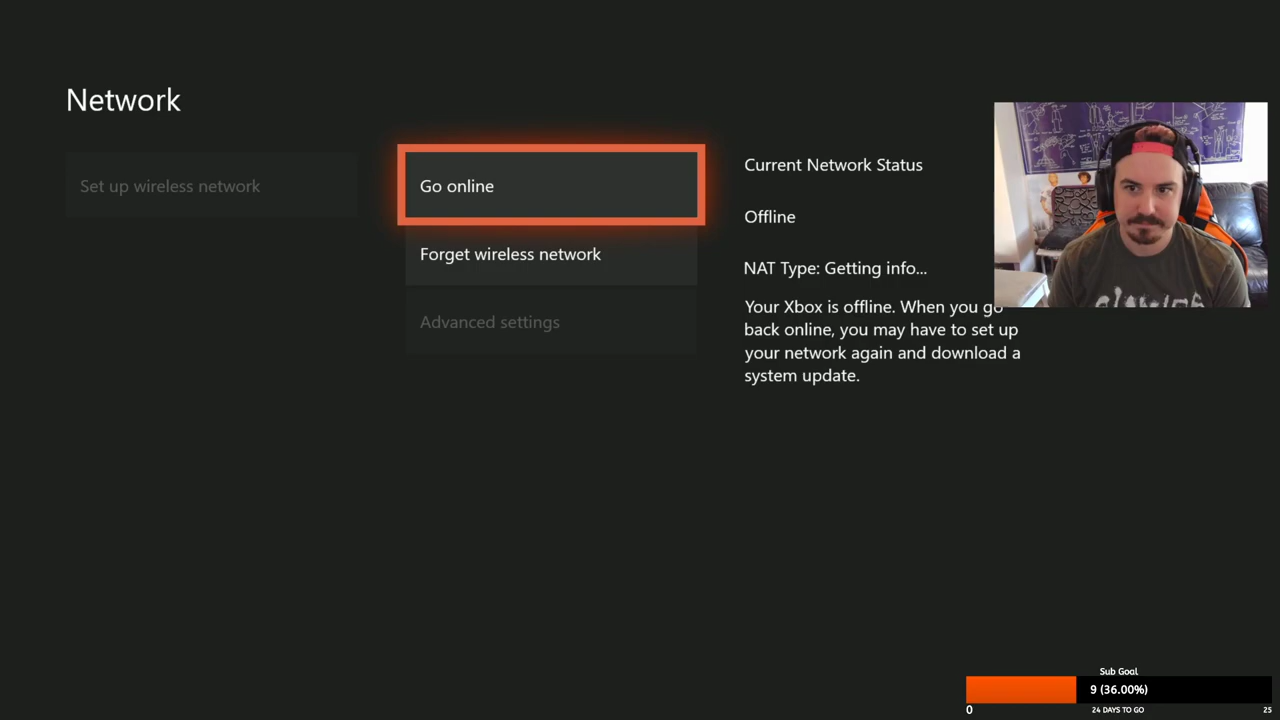 Network
Set up wireless network
Go online
Forget wireless network
Advanced settings
Current Network Status
Offline
NAT Type: Getting info...
Your Xbox is offline. When you go
back online, you may have to set up
your network again and download a
system update.
Sub Goal
9 (36.00%)
0
24 DAYS TO GO
25